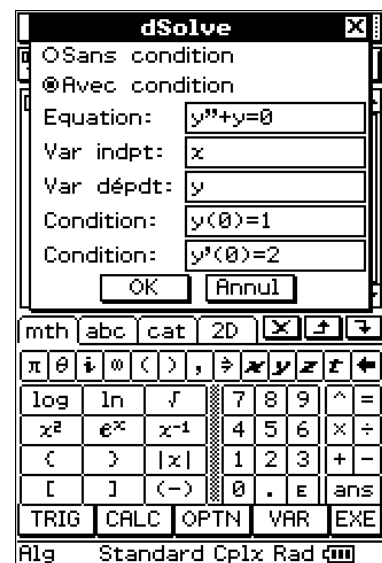 dSolve
Sans condition
Avec condition
Equation: y"+y=0
Var indpt: x
Var dépdt: y
Condition: y(0)=1
Condition: y'(0)=2
OK Annul
mth abc cat 2D
π θ i ∞ ( ) , ⇒ x y z t ←
log ln √ 7 8 9 ^ =
x² eˣ x⁻¹ 4 5 6 × ÷
( ) |x| 1 2 3 + −
[ ] (−) 0 . E ans
TRIG CALC OPTN VAR EXE
Alg Standard Cplx Rad